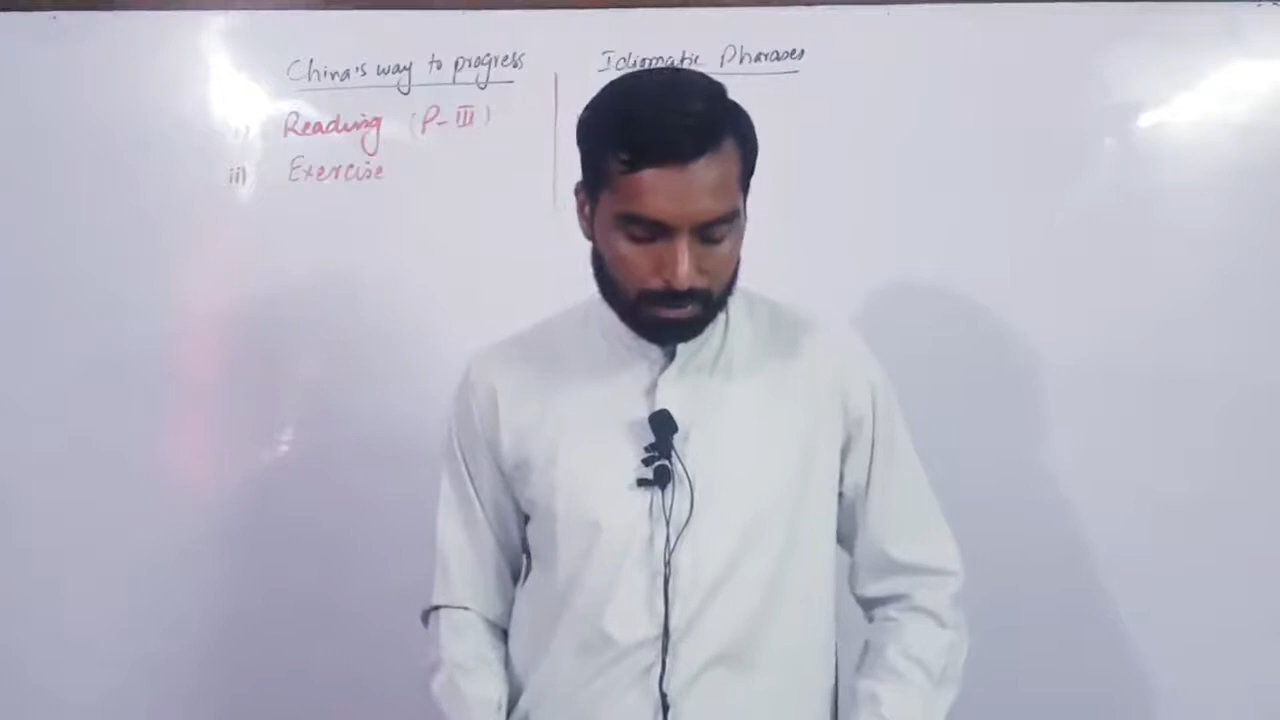 China's way to progress
i) Reading (P-III)
ii) Exercise
Idiomatic Pharases